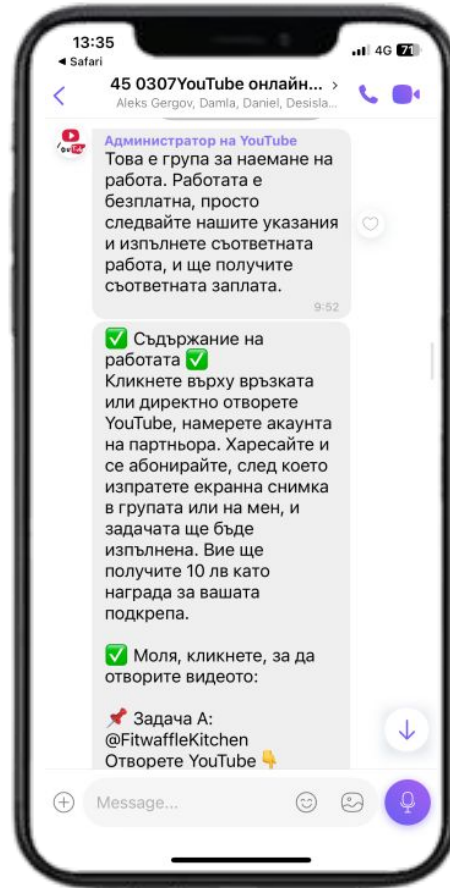 13:35
4G 71
◄ Safari
45 0307YouTube онлайн... >
Aleks Gergov, Damla, Daniel, Desisla...
Администратор на YouTube
Това е група за наемане на
работа. Работата е
безплатна, просто
следвайте нашите указания
и изпълнете съответната
работа, и ще получите
съответната заплата.
9:52
✅ Съдържание на
работата ✅
Кликнете върху връзката
или директно отворете
YouTube, намерете акаунта
на партньора. Харесайте и
се абонирайте, след което
изпратете екранна снимка
в групата или на мен, и
задачата ще бъде
изпълнена. Вие ще
получите 10 лв като
награда за вашата
подкрепа.
✅ Моля, кликнете, за да
отворите видеото:
📌 Задача А:
@FitwaffleKitchen
Отворете YouTube 👇
Message...